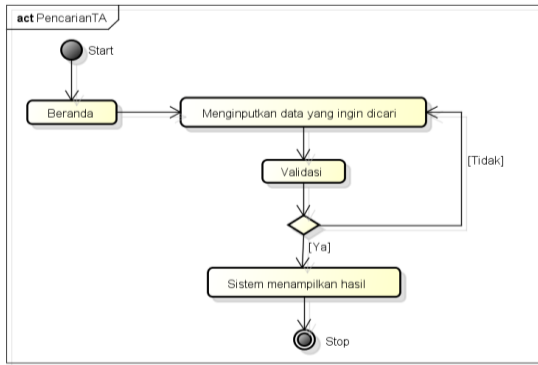 act PencarianTA
Start
Beranda
Menginputkan data yang ingin dicari
[Tidak]
Validasi
[Ya]
Sistem menampilkan hasil
Stop